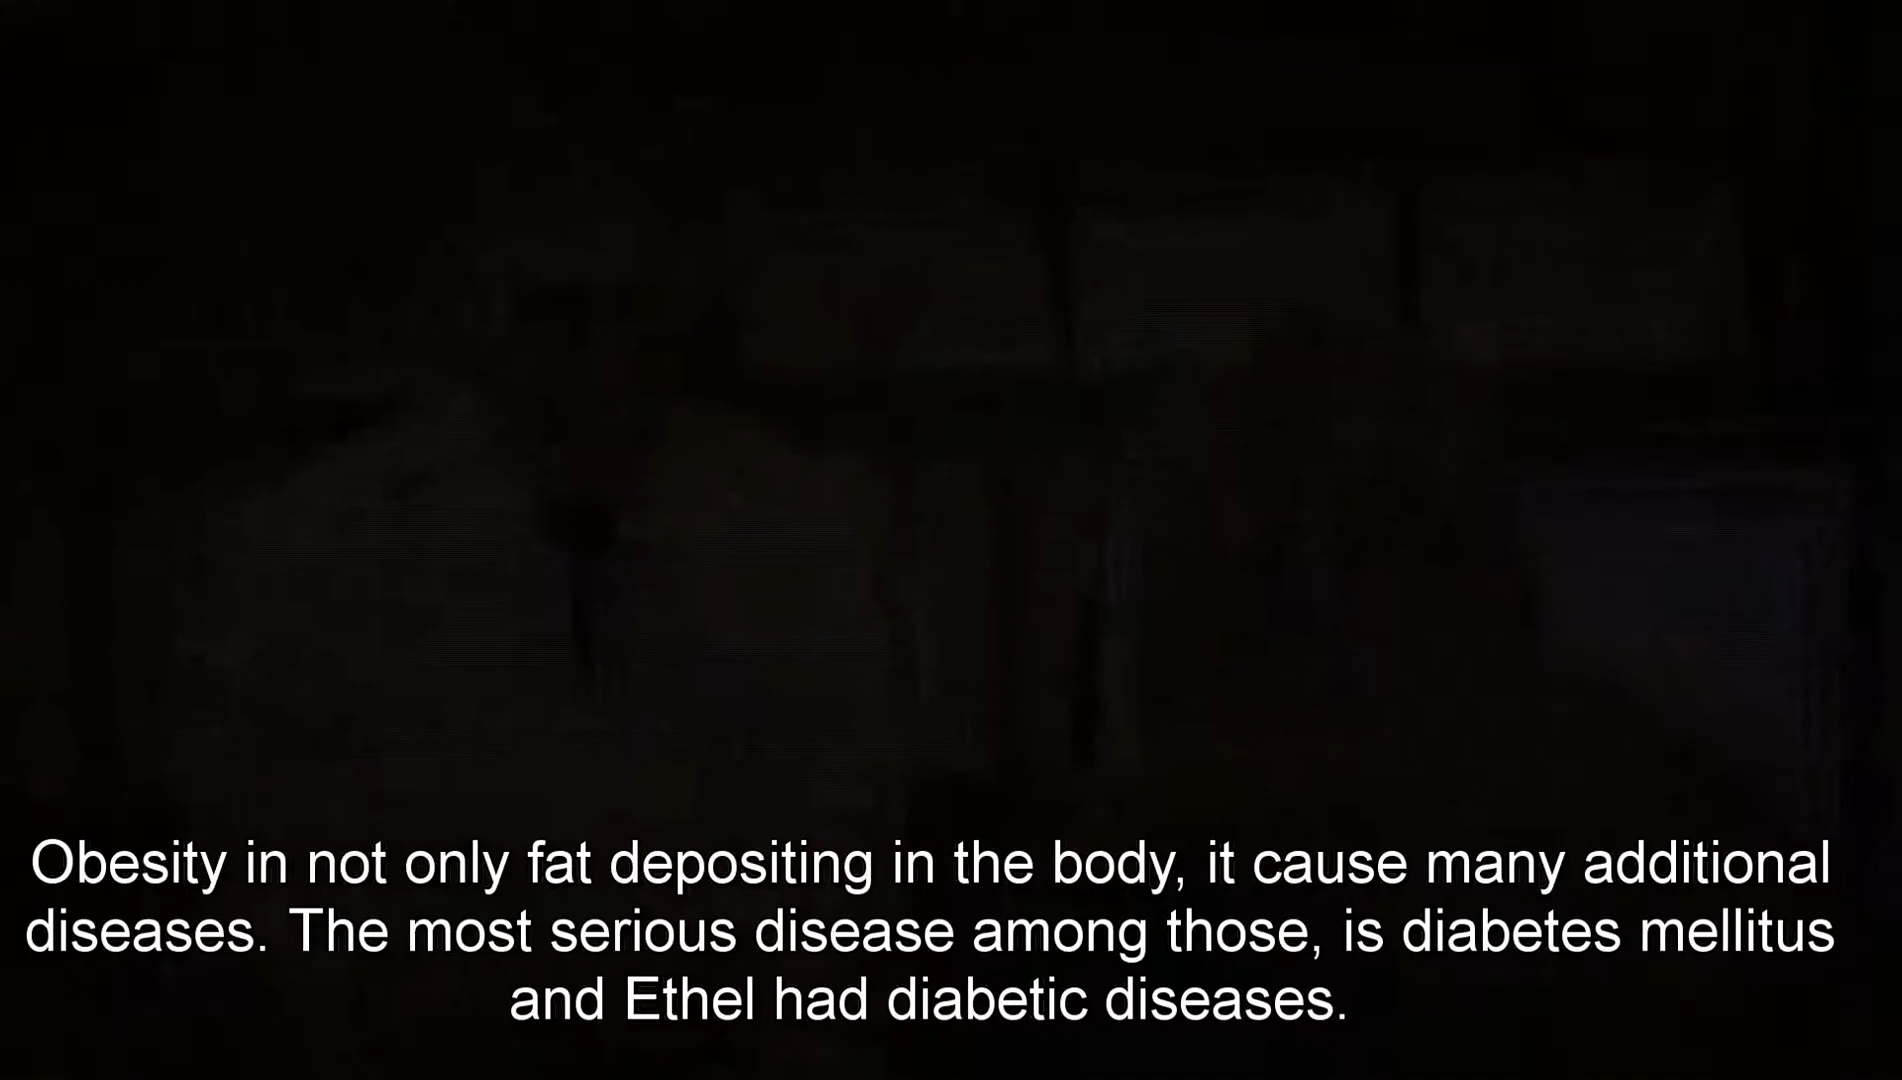 Obesity in not only fat depositing in the body, it cause many additional
diseases. The most serious disease among those, is diabetes mellitus
and Ethel had diabetic diseases.